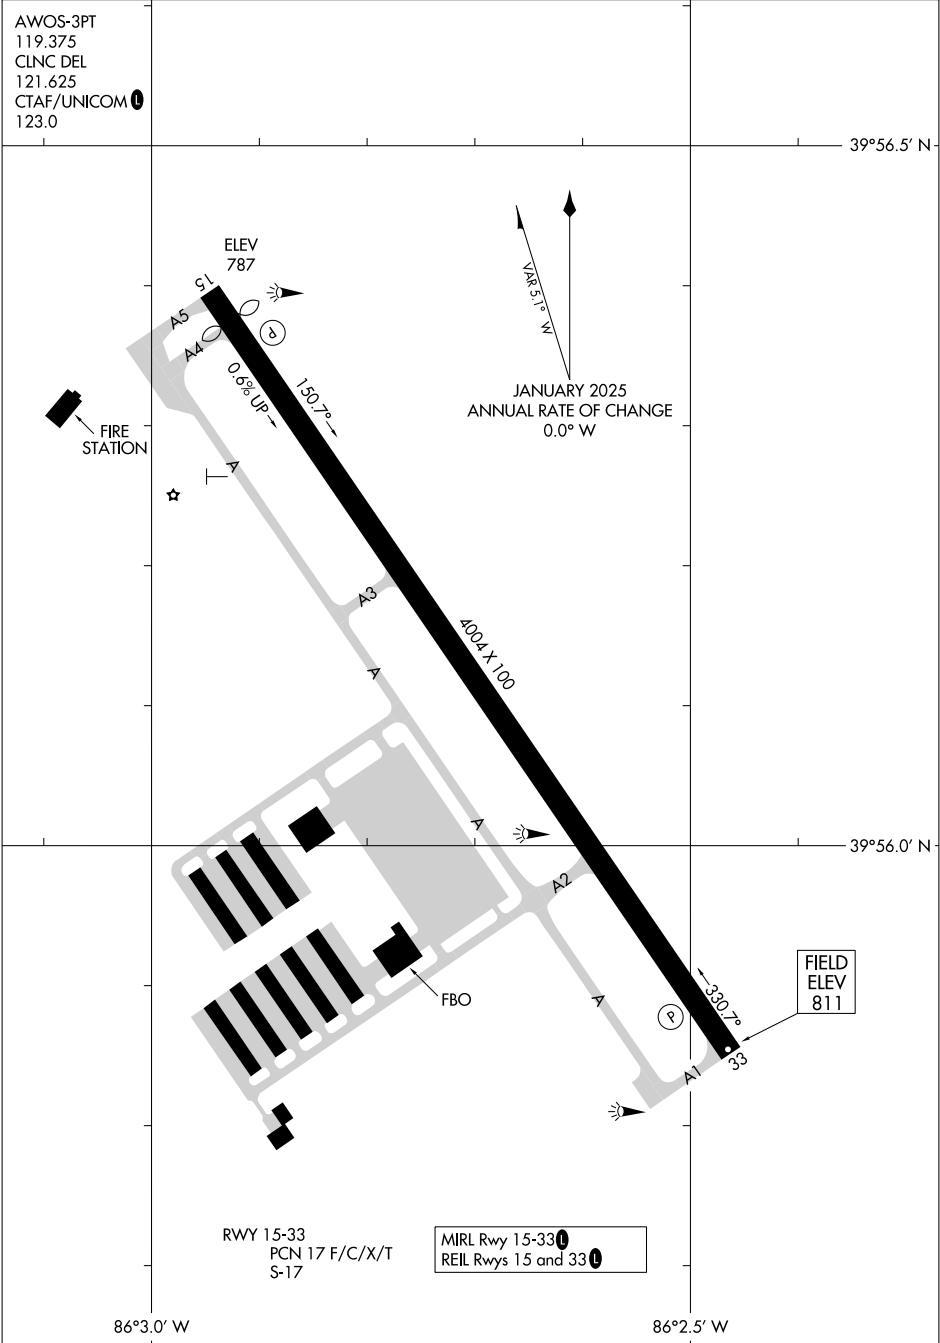 AWOS-3PT
119.375
CLNC DEL
121.625
CTAF/UNICOM L
123.0
39°56.5' N
ELEV
787
15
VAR 5.1° W
JANUARY 2025
ANNUAL RATE OF CHANGE
0.0° W
A5
A4
P
0.6% UP
150.7°
FIRE
STATION
A
A3
4004 X 100
A
A
39°56.0' N
A2
FIELD
ELEV
811
FBO
A
330.7°
P
33
A1
RWY 15-33
PCN 17 F/C/X/T
S-17
MIRL Rwy 15-33 L
REIL Rwys 15 and 33 L
86°3.0' W
86°2.5' W